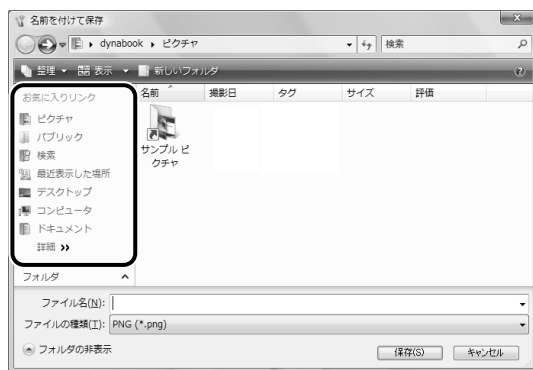 名前を付けて保存
dynabook ピクチャ 検索
整理 表示 新しいフォルダ
お気に入りリンク
ピクチャ
パブリック
検索
最近表示した場所
デスクトップ
コンピュータ
ドキュメント
詳細 >>
フォルダ
名前 撮影日 タグ サイズ 評価
サンプル ピ
クチャ
ファイル名(N):
ファイルの種類(T): PNG (*.png)
フォルダの非表示 保存(S) キャンセル